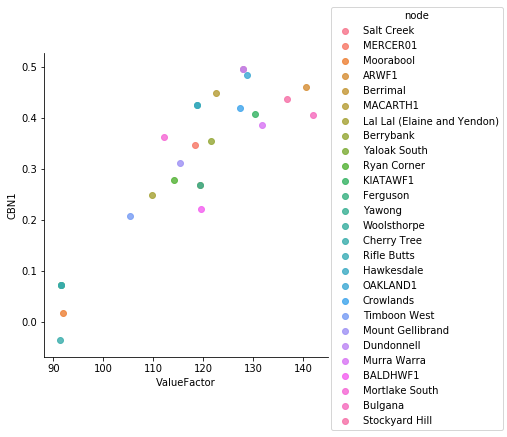 node
Salt Creek
MERCER01
Moorabool
ARWF1
Berrimal
MACARTH1
Lal Lal (Elaine and Yendon)
Berrybank
Yaloak South
Ryan Corner
KIATAWF1
Ferguson
Yawong
Woolsthorpe
Cherry Tree
Rifle Butts
Hawkesdale
OAKLAND1
Crowlands
Timboon West
Mount Gellibrand
Dundonnell
Murra Warra
BALDHWF1
Mortlake South
Bulgana
Stockyard Hill
0.5
0.4
0.3
0.2
0.1
0.0
CBN1
90 100 110 120 130 140
ValueFactor